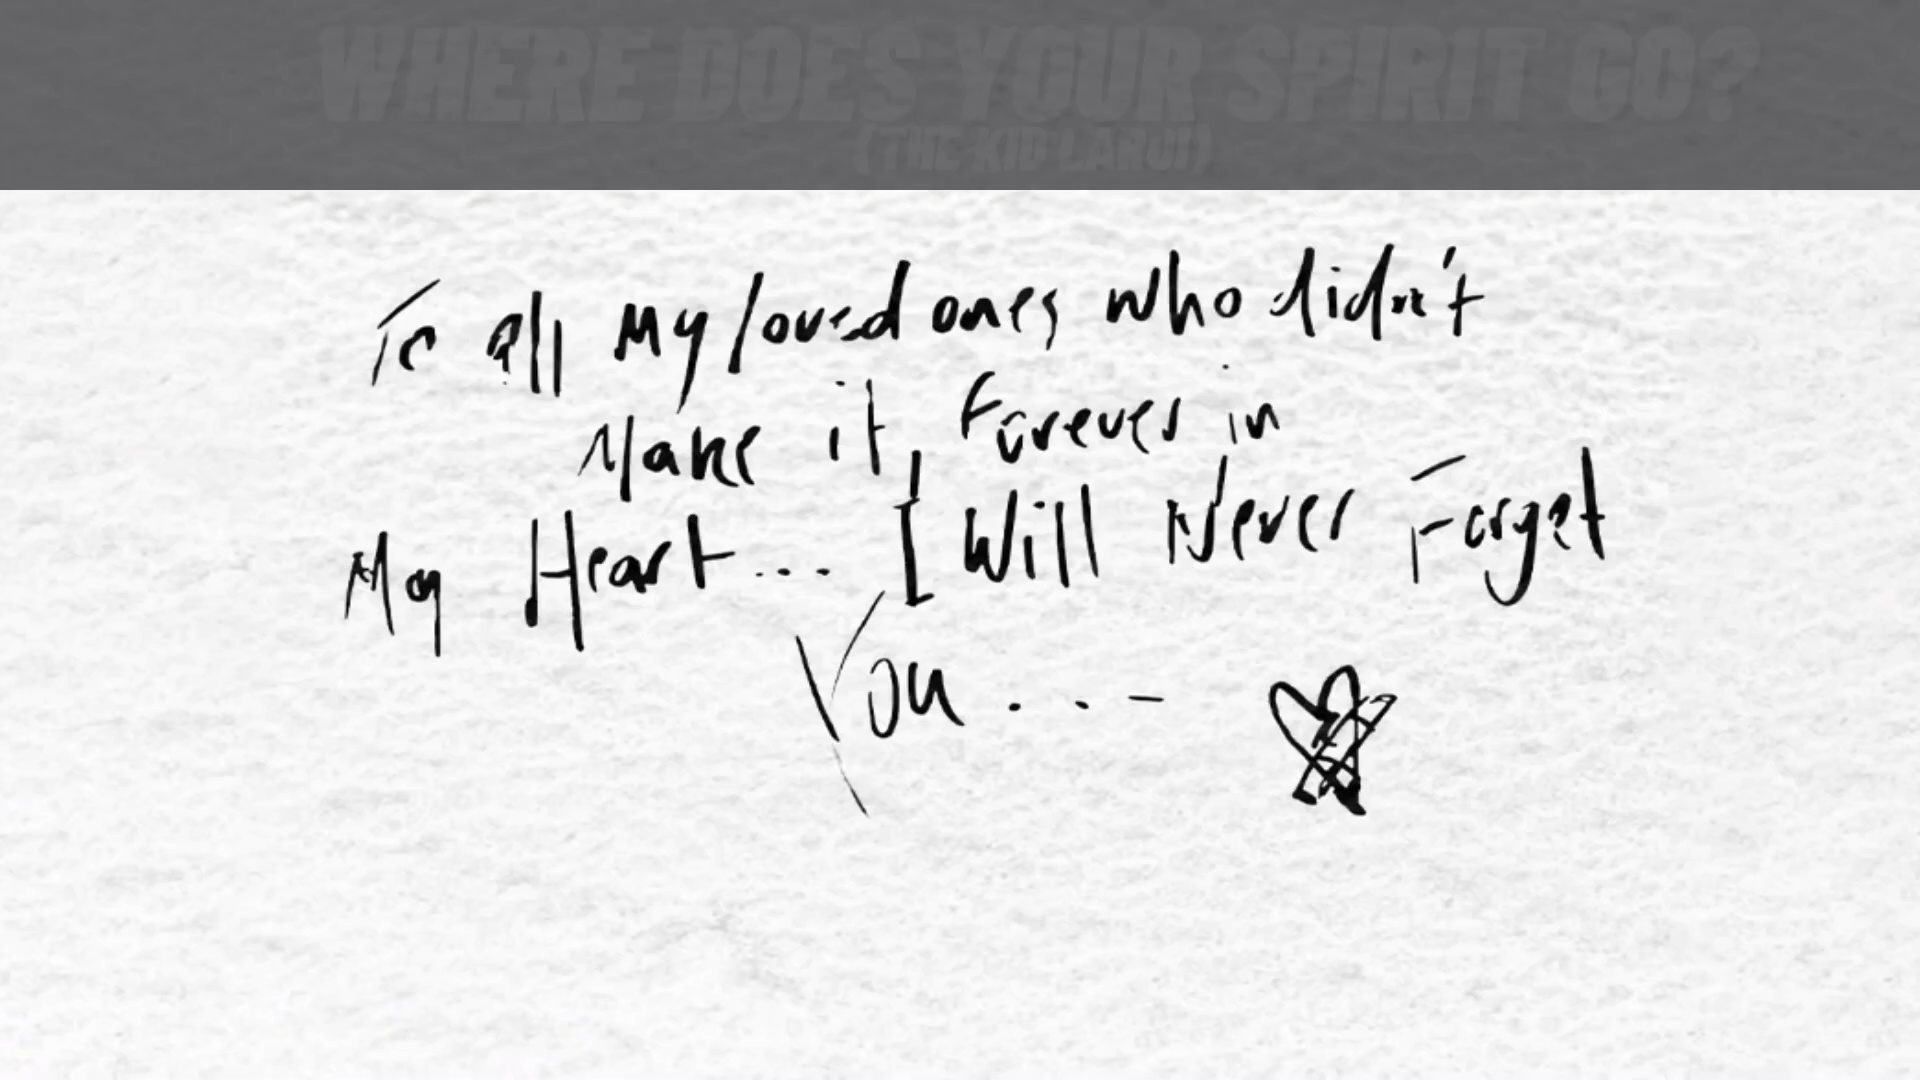 WHERE DOES YOUR SPIRIT GO?
(THE KID LAROI)
To all My loved ones who didn't
Make it, Forever in
My Heart... I Will Never Forget
You...